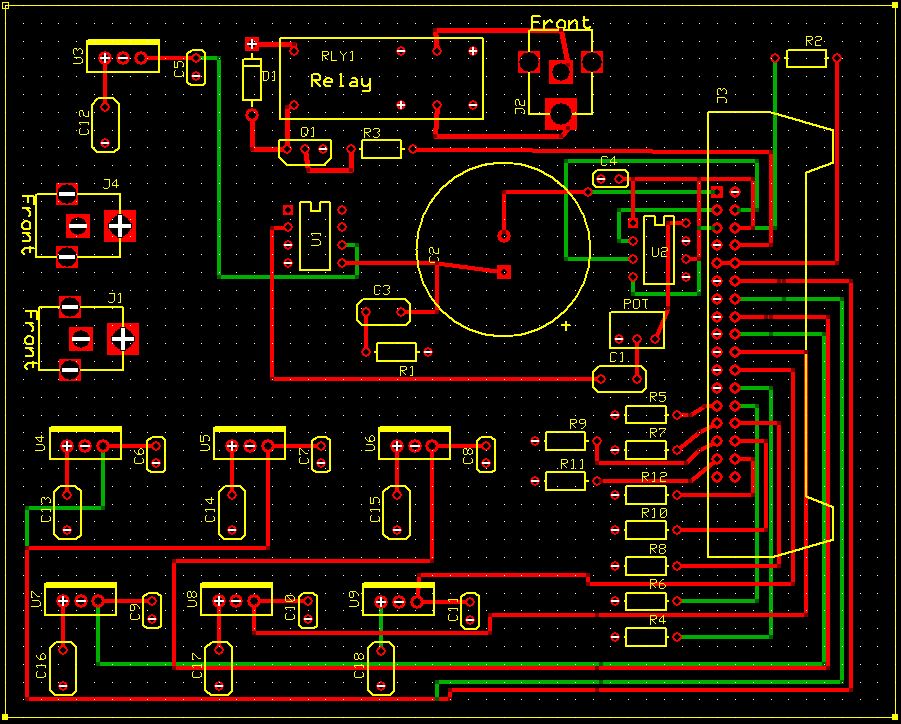 Front
U3
C5
D1
RLY1
Relay
J2
R2
J3
C12
Q1
R3
C4
J4
Front
U1
C2
U2
+
J1
Front
C3
POT
R1
C1
R5
R9
R7
U4
C6
U5
C7
U6
C8
R11
R12
C13
C14
C15
R10
R8
U7
C9
U8
C10
U9
C11
R6
R4
C16
C17
C18